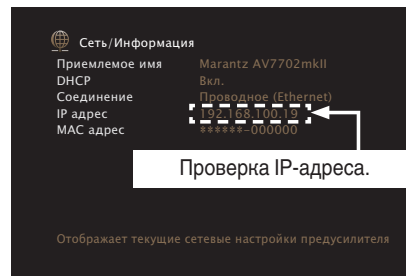 Сеть/Информация
Приемлемое имя Marantz AV7702mkII
DHCP Вкл.
Соединение Проводное (Ethernet)
IP адрес 192.168.100.19
MAC адрес ******-000000
Проверка IP-адреса.
Отображает текущие сетевые настройки предусилителя